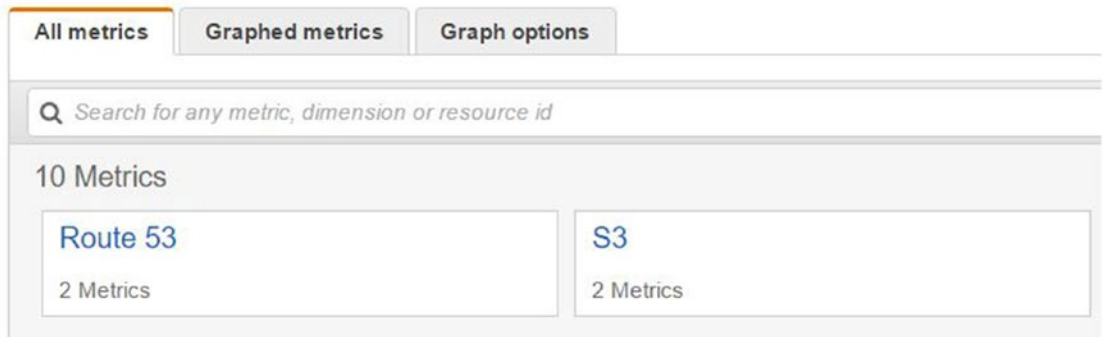 All metrics Graphed metrics Graph options
Search for any metric, dimension or resource id
10 Metrics
Route 53 S3
2 Metrics 2 Metrics